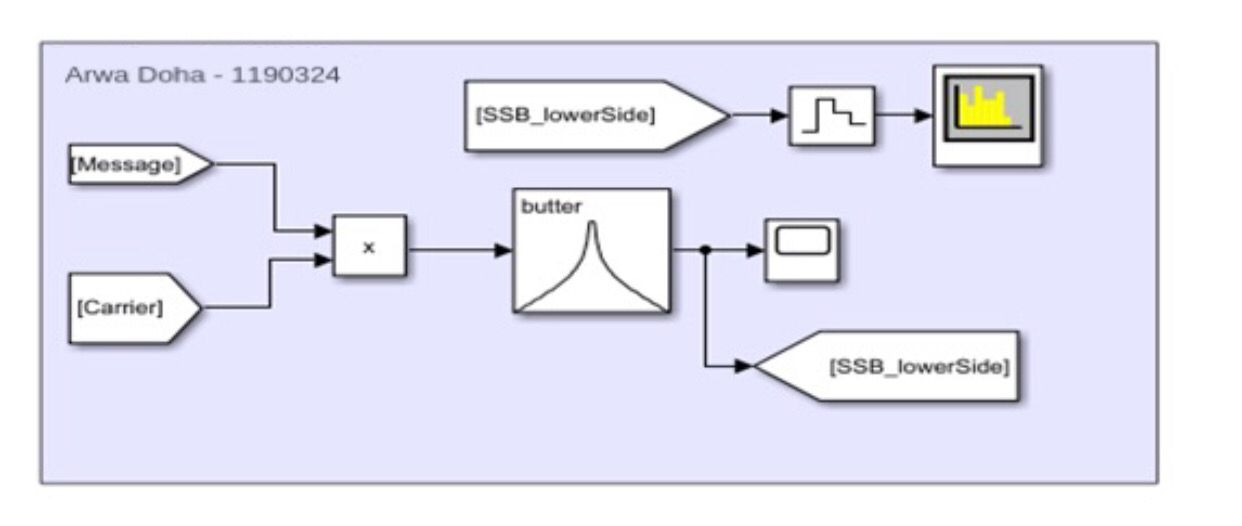 Arwa Doha - 1190324
[SSB_lowerSide]
[Message]
butter
x
[Carrier]
[SSB_lowerSide]